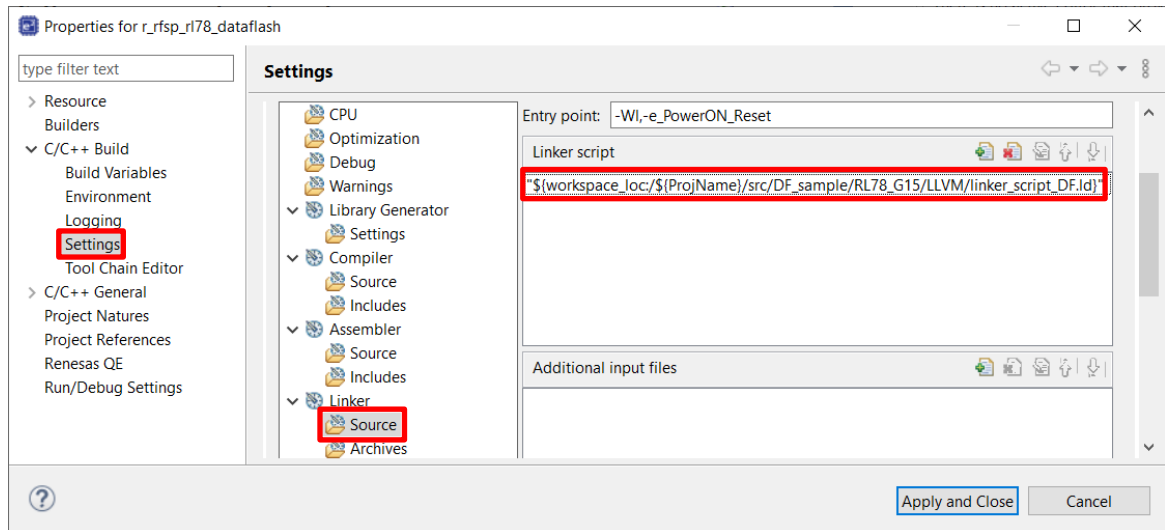 Properties for r_rfsp_rl78_dataflash
type filter text
Resource
Builders
C/C++ Build
Build Variables
Environment
Logging
Settings
Tool Chain Editor
C/C++ General
Project Natures
Project References
Renesas QE
Run/Debug Settings
Settings
CPU
Optimization
Debug
Warnings
Library Generator
Settings
Compiler
Source
Includes
Assembler
Source
Includes
Linker
Source
Archives
Entry point: -Wl,-e_PowerON_Reset
Linker script
"${workspace_loc:/${ProjName}/src/DF_sample/RL78_G15/LLVM/linker_script_DF.ld}"
Additional input files
Apply and Close
Cancel